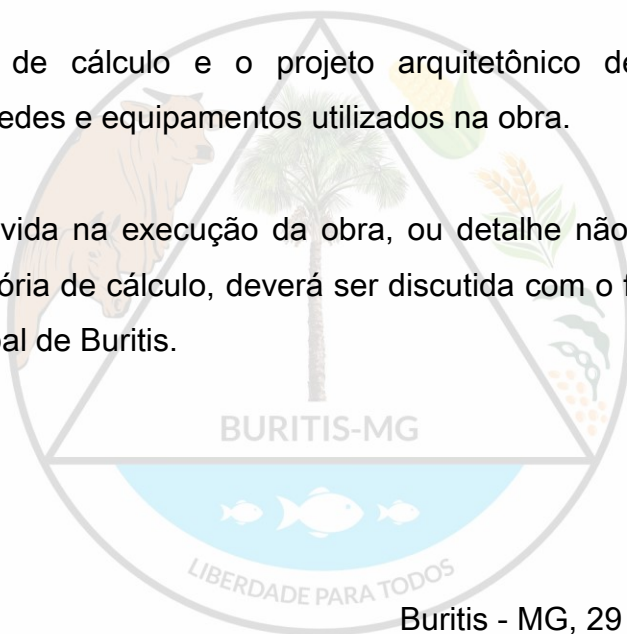 de cálculo e o projeto arquitetônico de
edes e equipamentos utilizados na obra.
vida na execução da obra, ou detalhe não
ória de cálculo, deverá ser discutida com o f
pal de Buritis.
BURITIS-MG
LIBERDADE PARA TODOS
Buritis - MG, 29